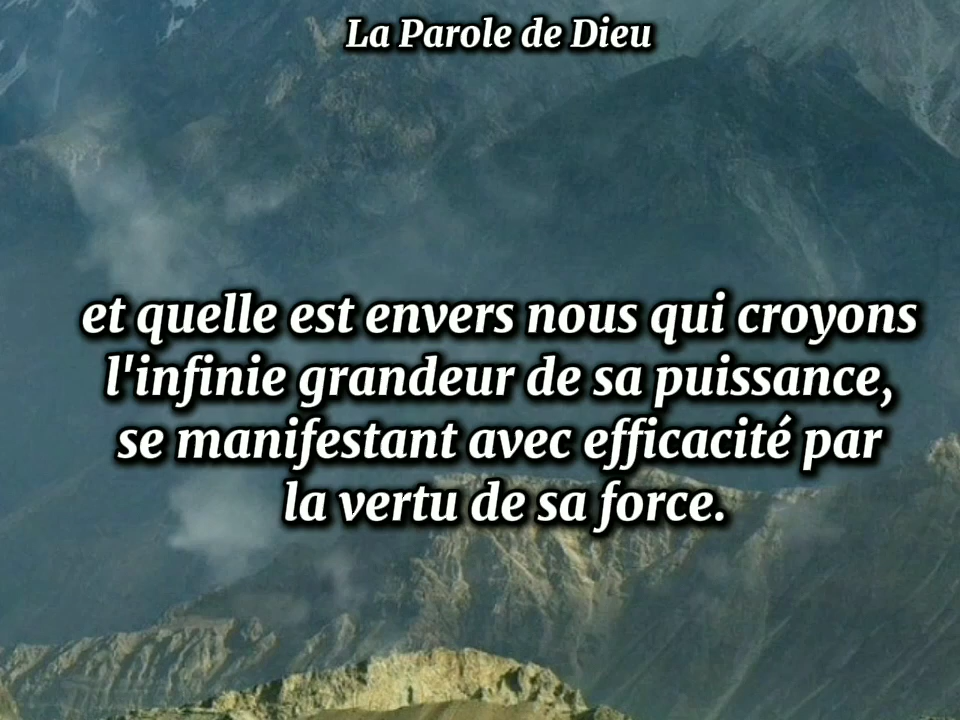 La Parole de Dieu
et quelle est envers nous qui croyons
l'infinie grandeur de sa puissance,
se manifestant avec efficacité par
la vertu de sa force.